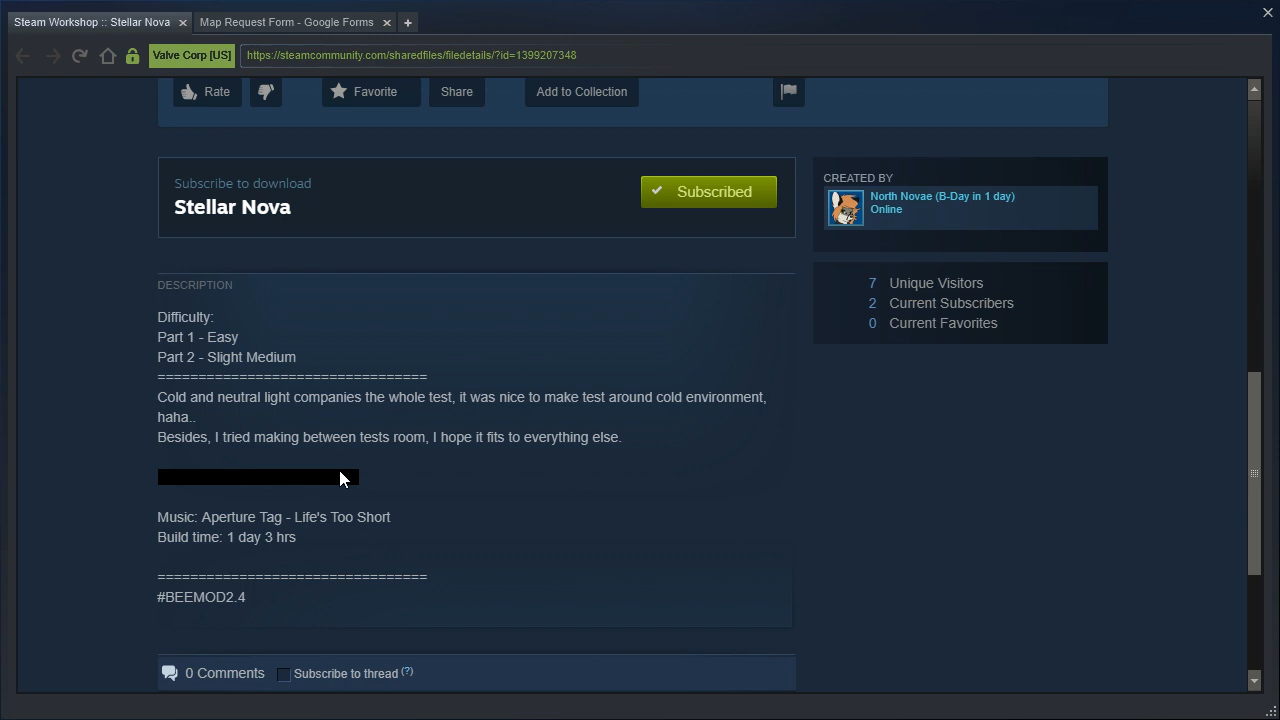 Steam Workshop :: Stellar Nova
Map Request Form - Google Forms
Valve Corp [US]
https://steamcommunity.com/sharedfiles/filedetails/?id=1399207348
Rate
Favorite
Share
Add to Collection
Subscribe to download
Stellar Nova
Subscribed
CREATED BY
North Novae (B-Day in 1 day)
Online
7 Unique Visitors
2 Current Subscribers
0 Current Favorites
DESCRIPTION
Difficulty:
Part 1 - Easy
Part 2 - Slight Medium
=================================
Cold and neutral light companies the whole test, it was nice to make test around cold environment,
haha..
Besides, I tried making between tests room, I hope it fits to everything else.
Music: Aperture Tag - Life's Too Short
Build time: 1 day 3 hrs
=================================
#BEEMOD2.4
0 Comments
Subscribe to thread (?)